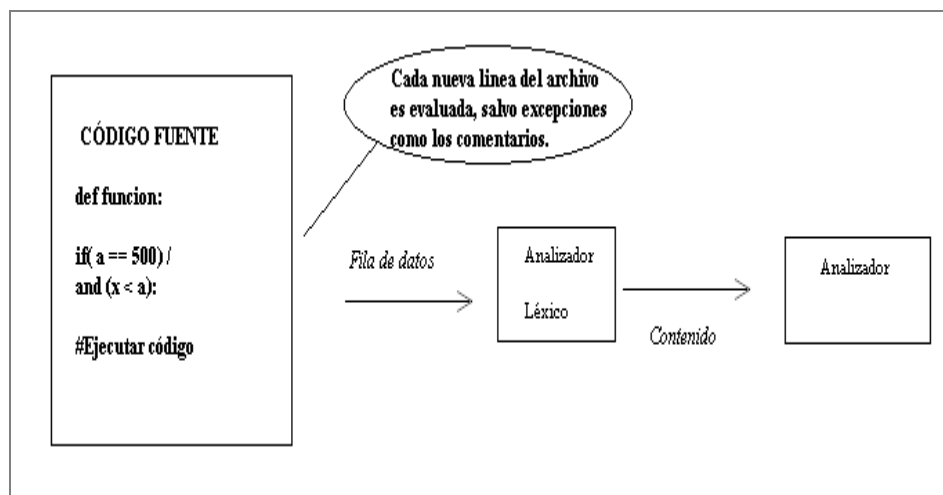 Cada nueva linea del archivo
es evaluada, salvo excepciones
como los comentarios.
CÓDIGO FUENTE
def funcion:
if( a == 500) /
and (x < a):
#Ejecutar código
Fila de datos
Analizador
Léxico
Contenido
Analizador